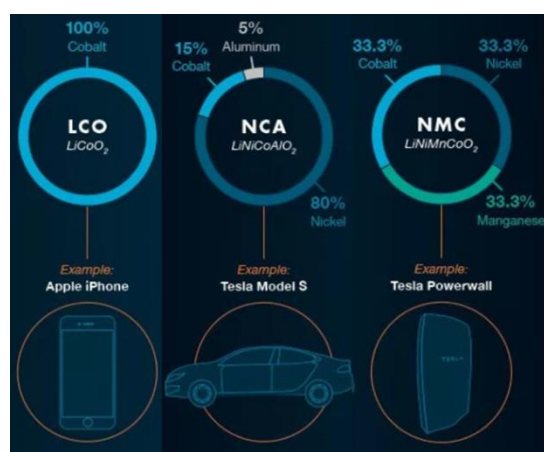 100%
Cobalt
LCO
LiCoO₂
Example:
Apple iPhone
5%
Aluminum
15%
Cobalt
NCA
LiNiCoAlO₂
80%
Nickel
Example:
Tesla Model S
33.3%
Cobalt
33.3%
Nickel
NMC
LiNiMnCoO₂
33.3%
Manganese
Example:
Tesla Powerwall
TESLA